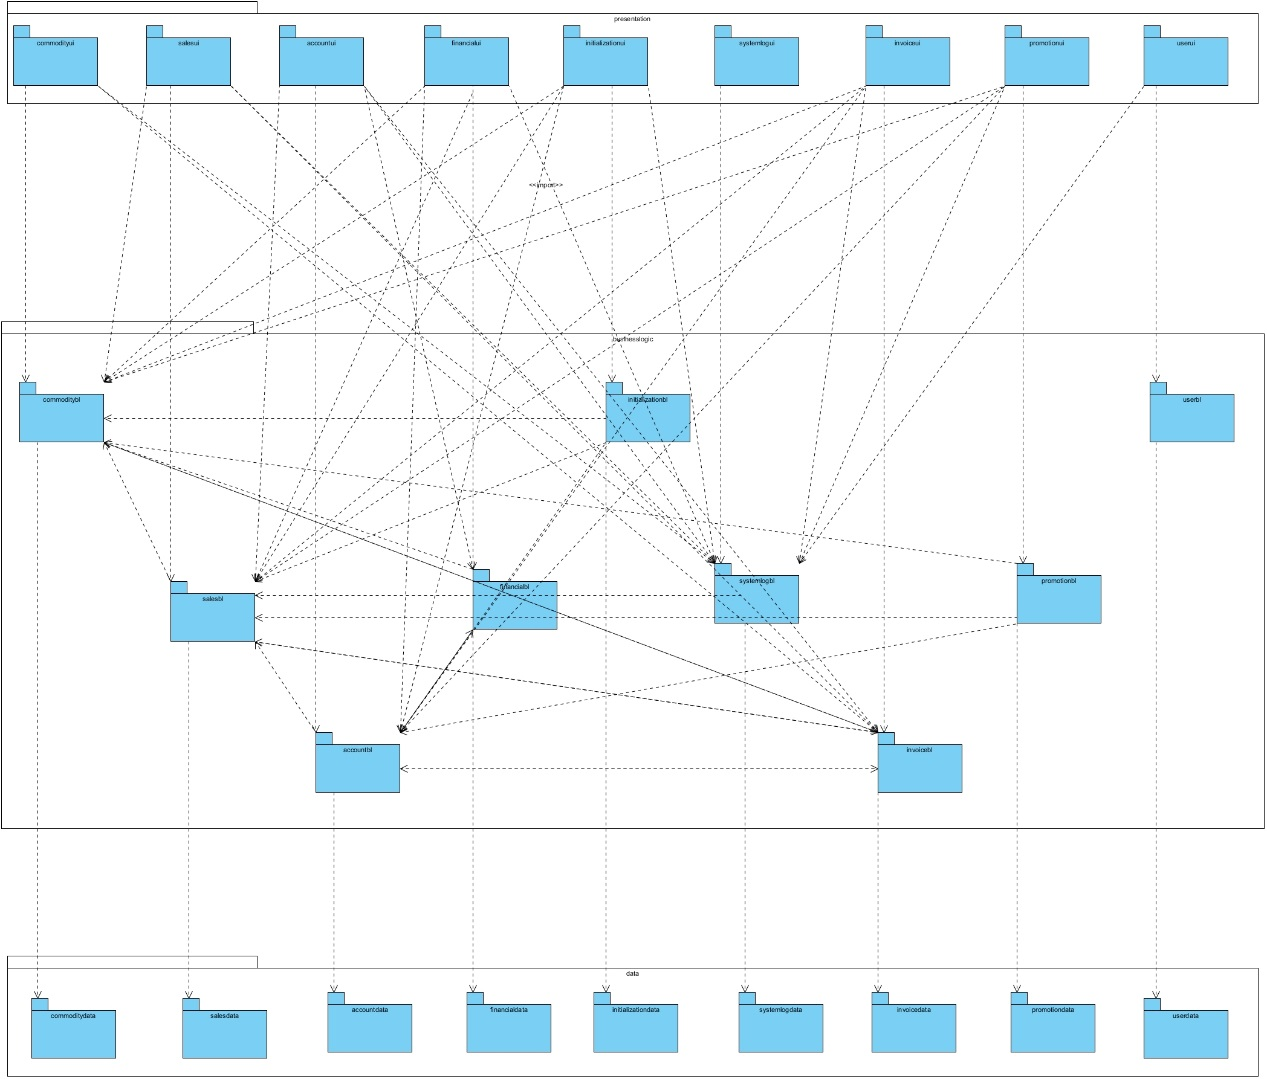 presentation
commodityui
salesui
accountui
financialui
initializationui
systemlogui
invoiceui
promotionui
userui
<<import>>
businesslogic
commoditybl
initializationbl
userbl
salesbl
financialbl
systemlogbl
promotionbl
accountbl
invoicebl
data
commoditydata
salesdata
accountdata
financialdata
initializationdata
systemlogdata
invoicedata
promotiondata
userdata